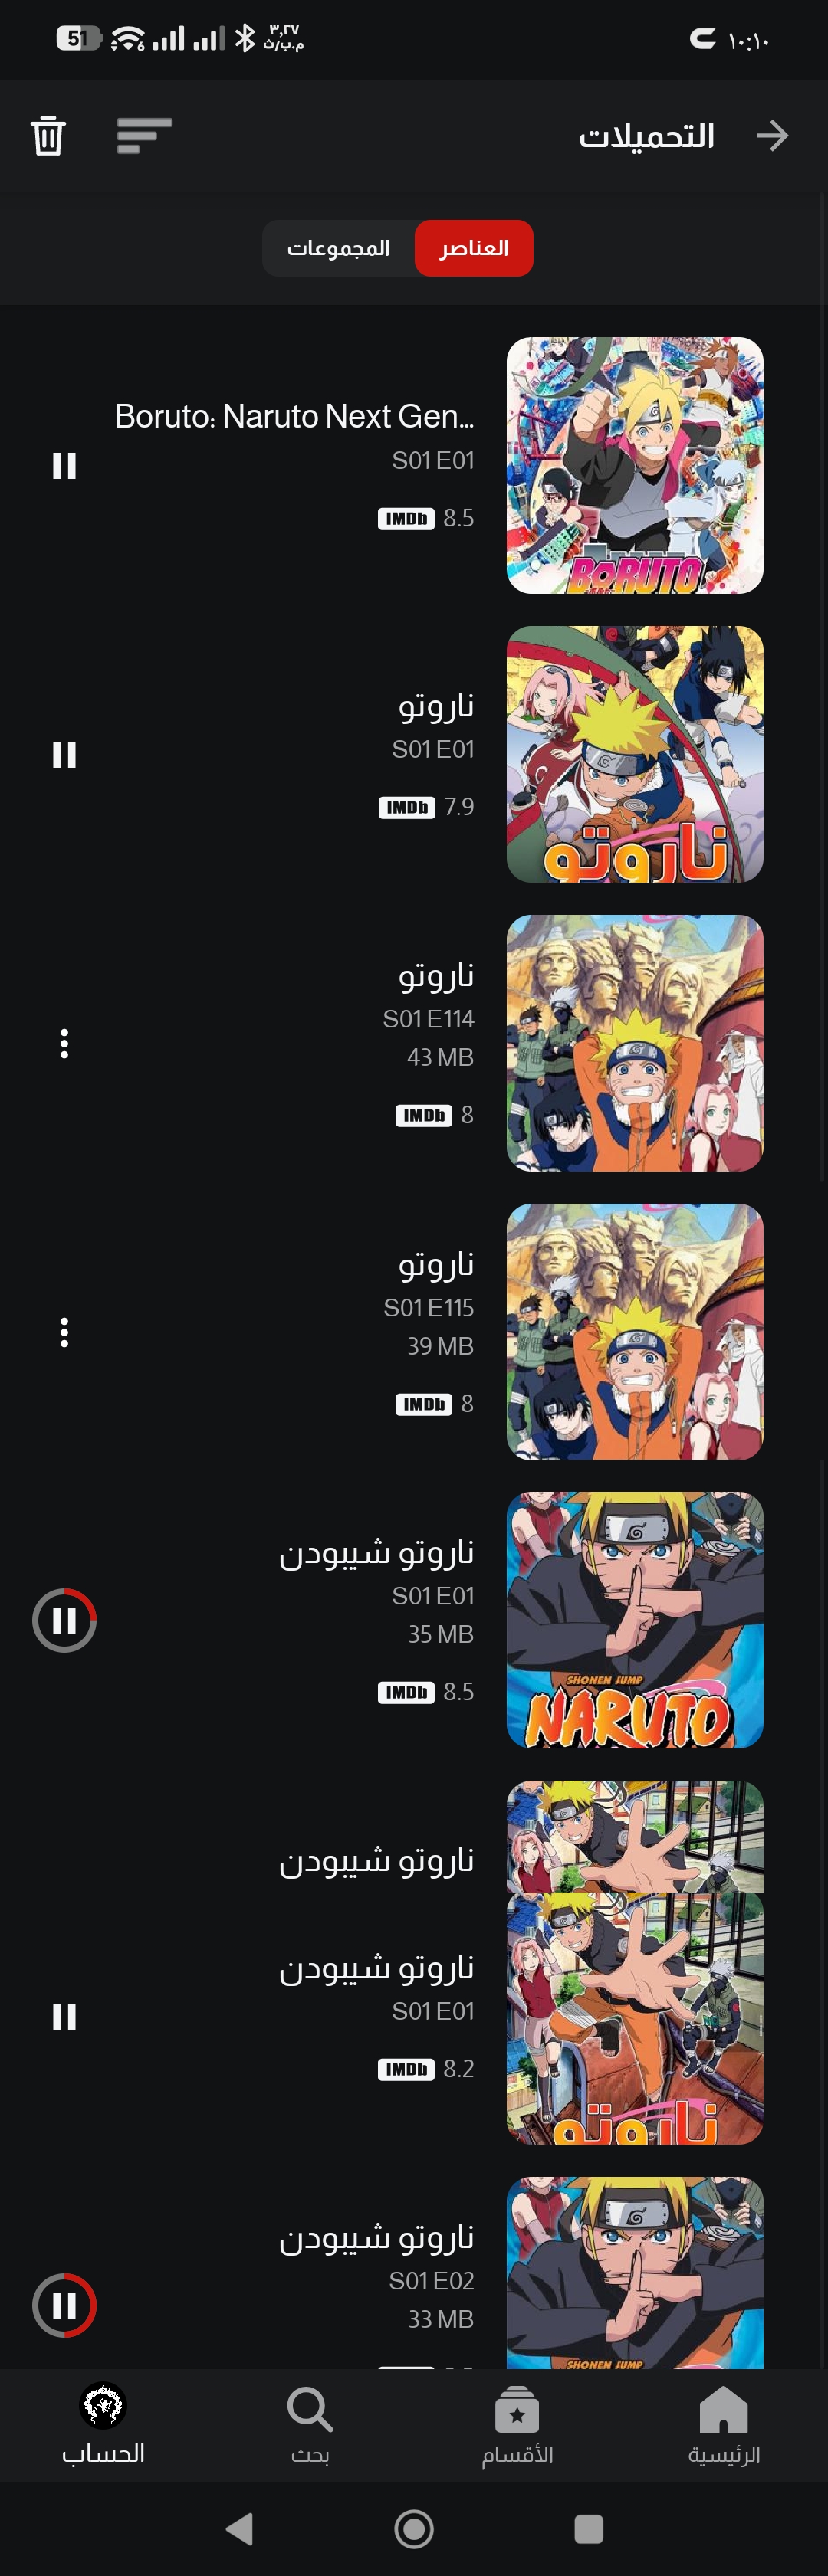 ١٠:١٠
٣,٢٧
م.ب/ث
51
6
التحميلات
العناصر
المجموعات
Boruto: Naruto Next Gen...
S01 E01
IMDb 8.5
BORUTO
ناروتو
S01 E01
IMDb 7.9
ناروتو
ناروتو
S01 E114
43 MB
IMDb 8
ناروتو
S01 E115
39 MB
IMDb 8
ناروتو شيبودن
S01 E01
35 MB
IMDb 8.5
SHONEN JUMP
NARUTO
ناروتو شيبودن
ناروتو شيبودن
S01 E01
IMDb 8.2
ناروتو
ناروتو شيبودن
S01 E02
33 MB
SHONEN JUMP
الرئيسية
الأقسام
بحث
الحساب